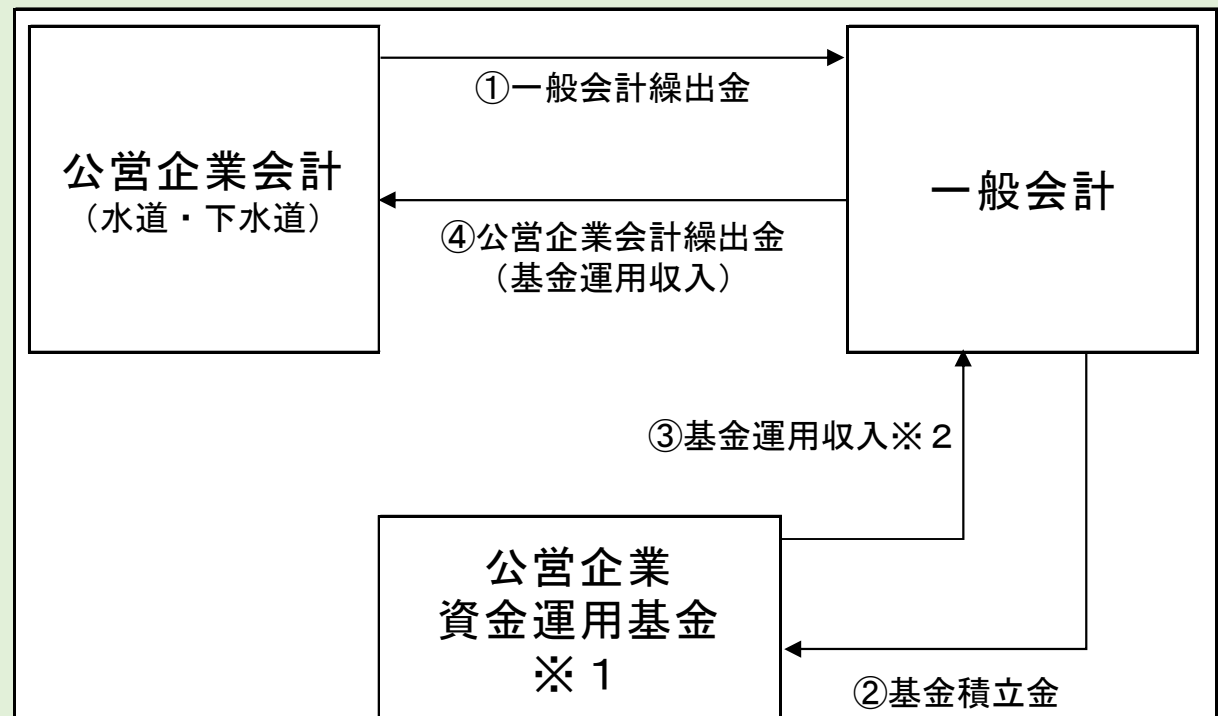 ①一般会計繰出金
公営企業会計
（水道・下水道）
一般会計
④公営企業会計繰出金
（基金運用収入）
③基金運用収入※２
公営企業
資金運用基金
※１
②基金積立金